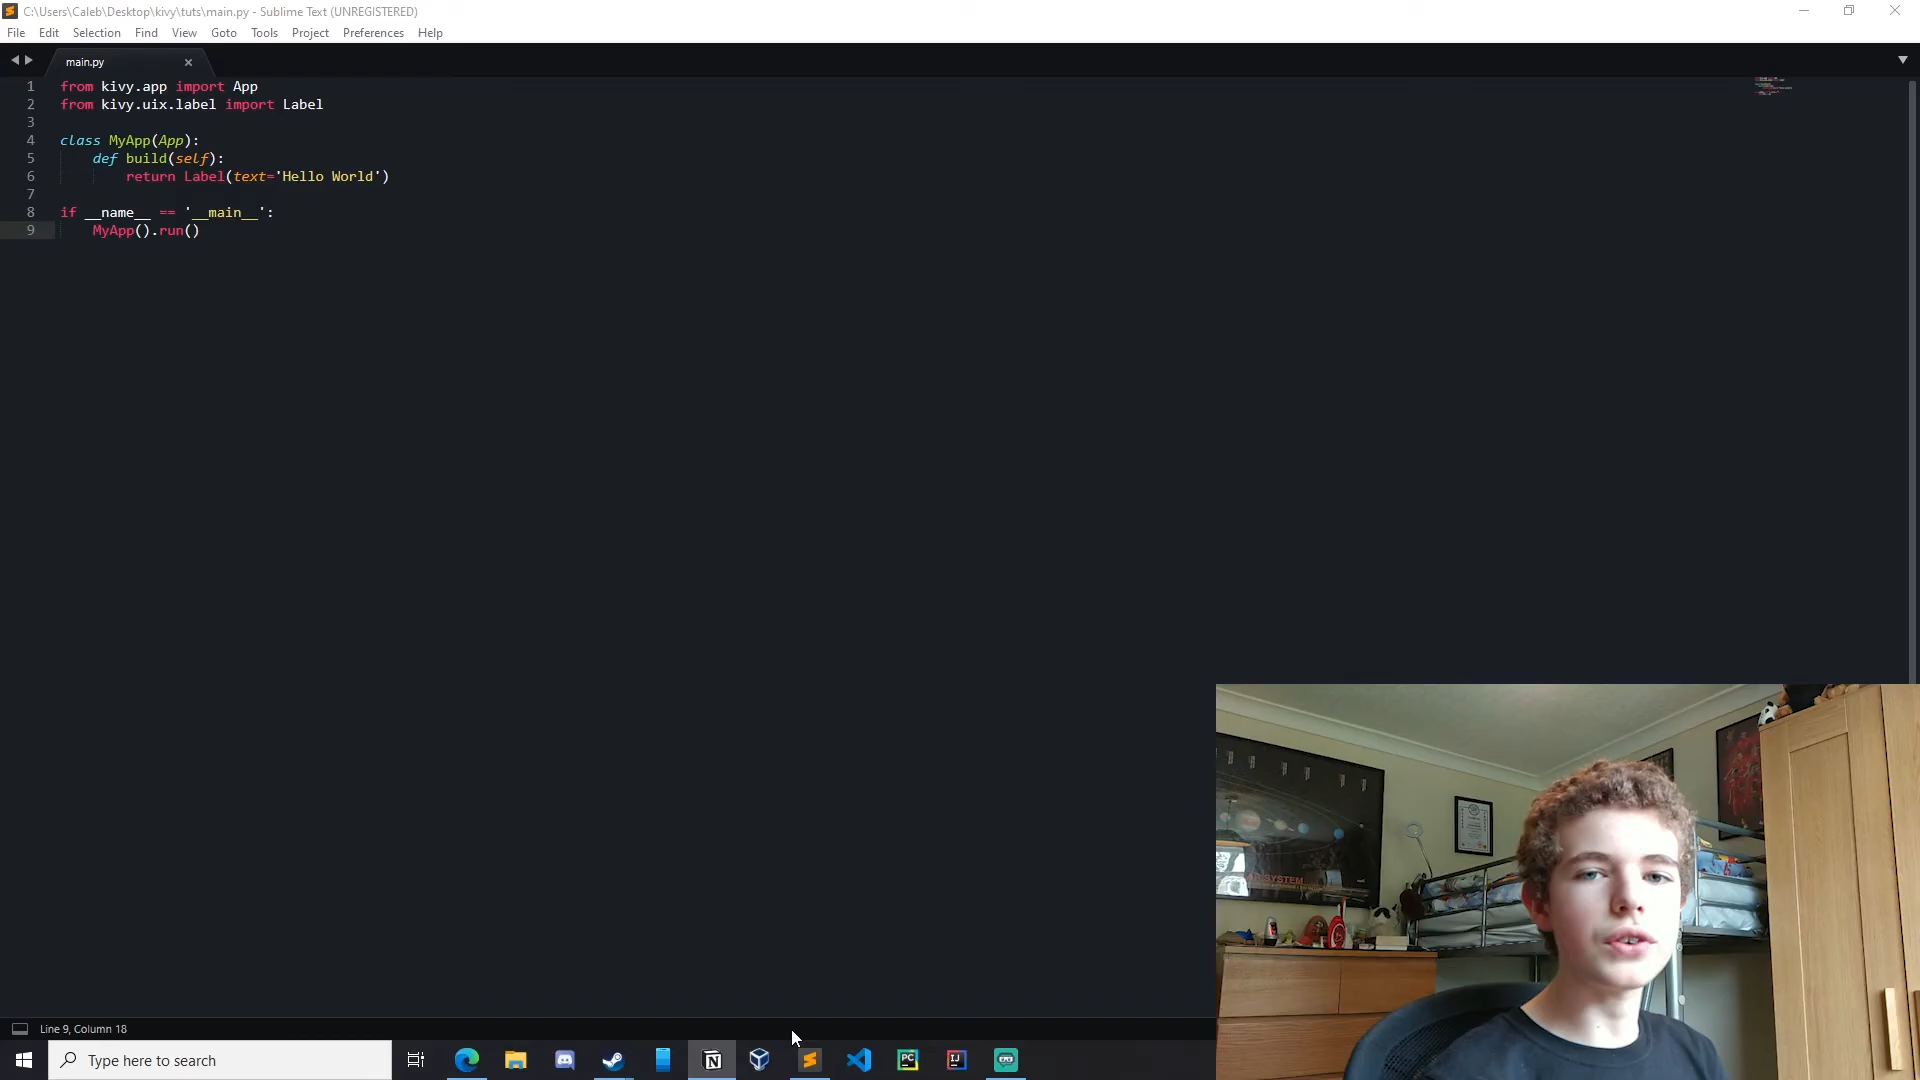 C:\Users\Caleb\Desktop\kivy\tuts\main.py - Sublime Text (UNREGISTERED)
File Edit Selection Find View Goto Tools Project Preferences Help
main.py
1 from kivy.app import App
2 from kivy.uix.label import Label
3
4 class MyApp(App):
5 def build(self):
6 return Label(text='Hello World')
7
8 if __name__ == '__main__':
9 MyApp().run()
SYSTEM
Line 9, Column 18
Type here to search
N
PC
IJ